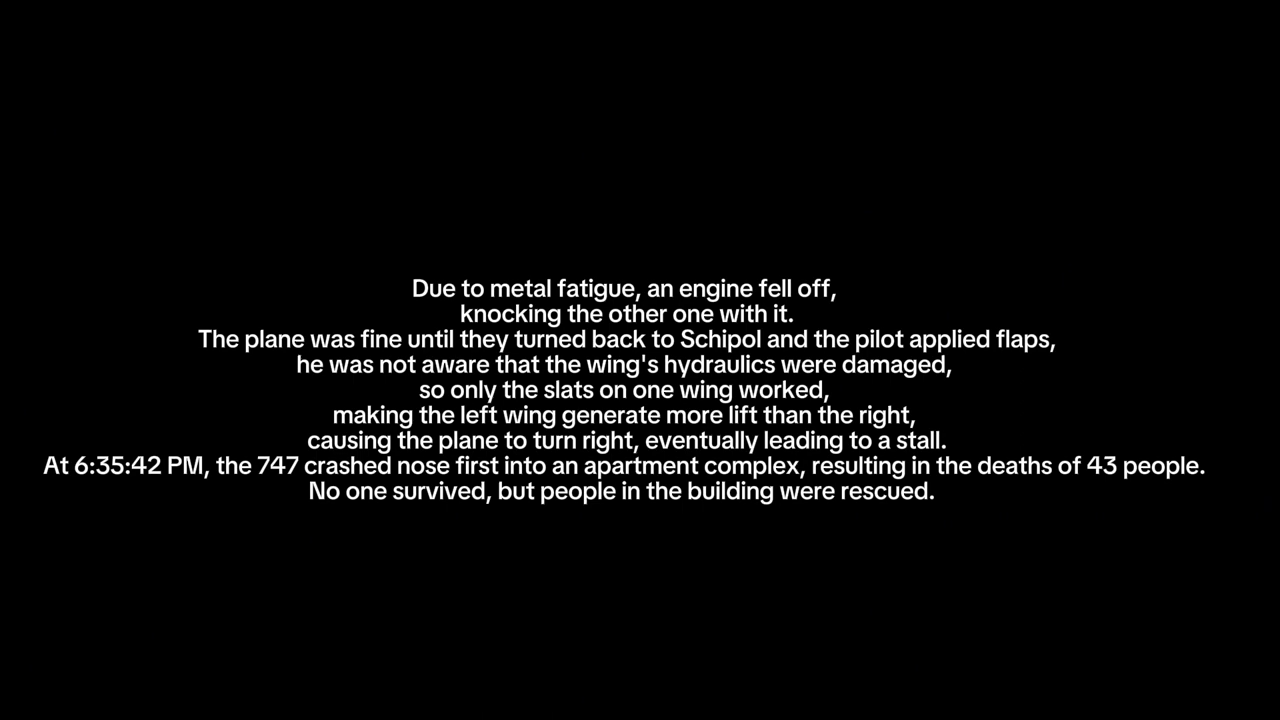 Due to metal fatigue, an engine fell off,
knocking the other one with it.
The plane was fine until they turned back to Schipol and the pilot applied flaps,
he was not aware that the wing's hydraulics were damaged,
so only the slats on one wing worked,
making the left wing generate more lift than the right,
causing the plane to turn right, eventually leading to a stall.
At 6:35:42 PM, the 747 crashed nose first into an apartment complex, resulting in the deaths of 43 people.
No one survived, but people in the building were rescued.